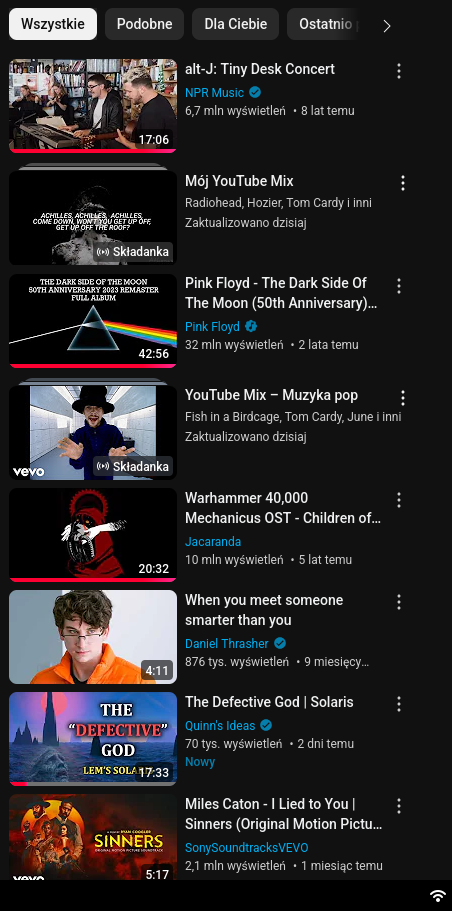 Wszystkie Podobne Dla Ciebie Ostatnio
alt-J: Tiny Desk Concert
NPR Music
6,7 mln wyświetleń • 8 lat temu
17:06
Mój YouTube Mix
Radiohead, Hozier, Tom Cardy i inni
Zaktualizowano dzisiaj
ACHILLES, ACHILLES, ACHILLES,
COME DOWN, WON'T YOU GET UP OFF,
GET UP OFF THE ROOF?
Składanka
THE DARK SIDE OF THE MOON
50TH ANNIVERSARY 2023 REMASTER
FULL ALBUM
42:56
Pink Floyd - The Dark Side Of
The Moon (50th Anniversary)...
Pink Floyd
32 mln wyświetleń • 2 lata temu
YouTube Mix – Muzyka pop
Fish in a Birdcage, Tom Cardy, June i inni
Zaktualizowano dzisiaj
vevo
Składanka
Warhammer 40,000
Mechanicus OST - Children of...
Jacaranda
10 mln wyświetleń • 5 lat temu
20:32
When you meet someone
smarter than you
Daniel Thrasher
876 tys. wyświetleń • 9 miesięcy...
4:11
THE
"DEFECTIVE"
GOD
LEM'S
17:33
The Defective God | Solaris
Quinn's Ideas
70 tys. wyświetleń • 2 dni temu
Nowy
Miles Caton - I Lied to You |
Sinners (Original Motion Pictu...
SonySoundtracksVEVO
2,1 mln wyświetleń • 1 miesiąc temu
SINNERS
ORIGINAL MOTION PICTURE SOUNDTRACK
vevo
5:17